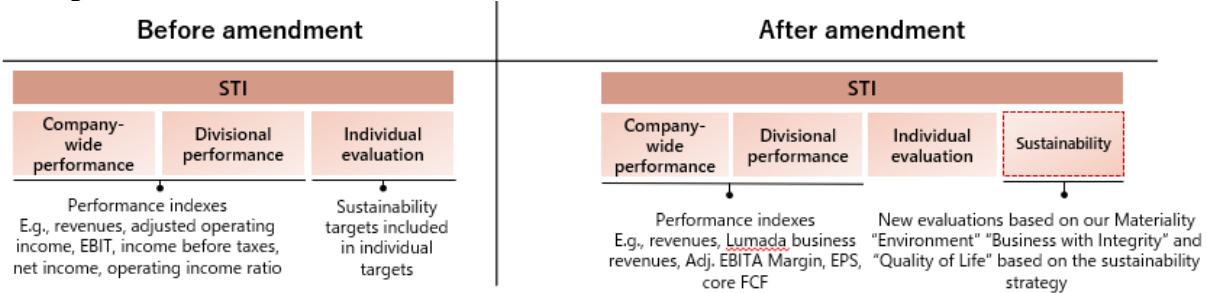 Before amendment
STI
Company-
wide
performance
Divisional
performance
Individual
evaluation
Performance indexes
E.g., revenues, adjusted operating
income, EBIT, income before taxes,
net income, operating income ratio
Sustainability
targets included
in individual
targets
After amendment
STI
Company-
wide
performance
Divisional
performance
Individual
evaluation
Sustainability
Performance indexes
E.g., revenues, Lumada business
revenues, Adj. EBITA Margin, EPS,
core FCF
New evaluations based on our Materiality
“Environment” “Business with Integrity” and
“Quality of Life” based on the sustainability
strategy